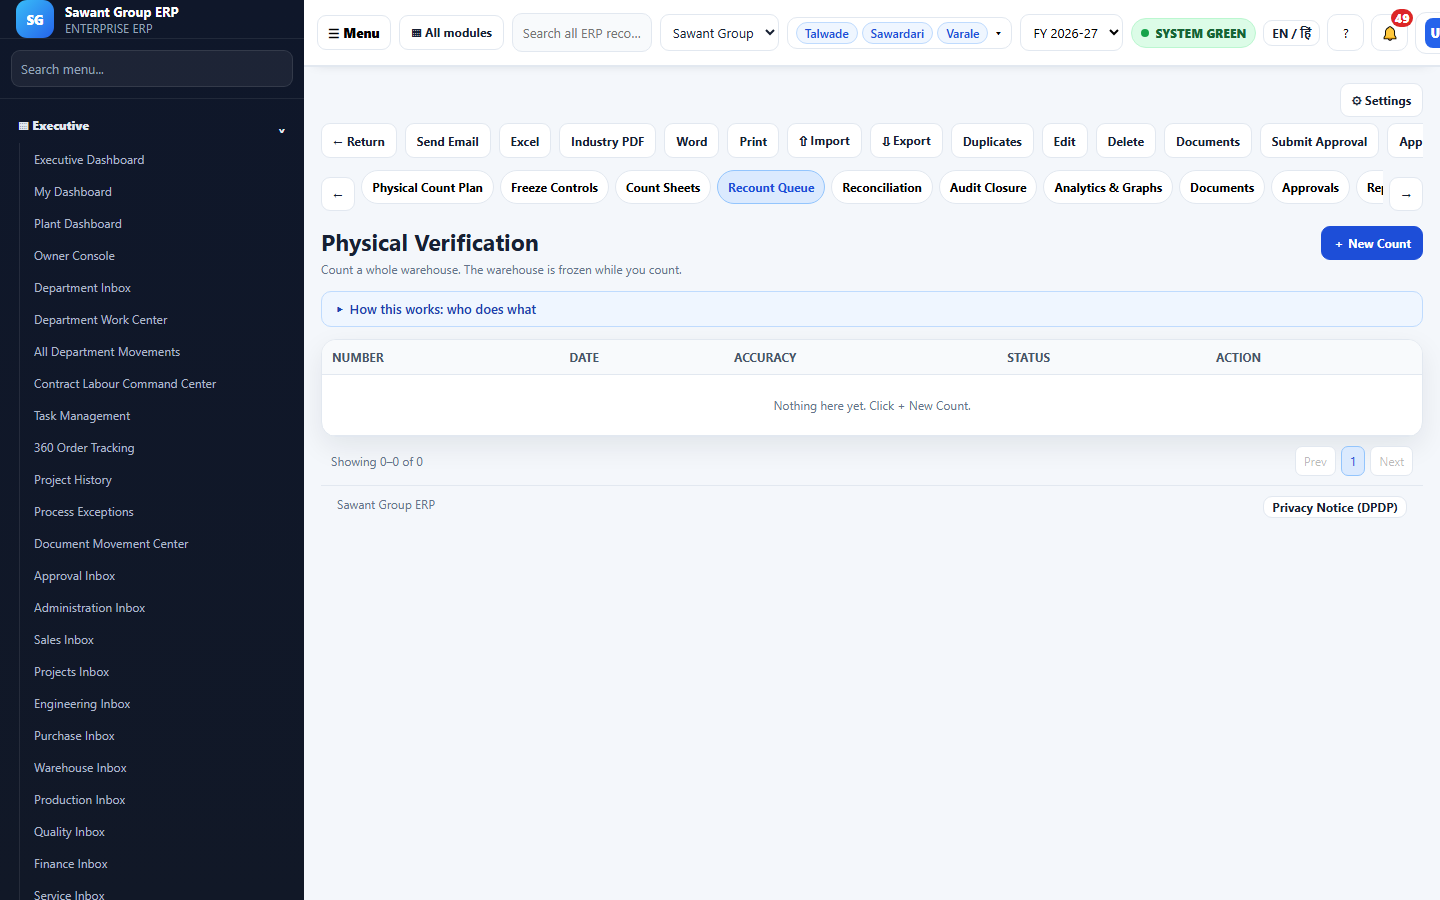 SG
Sawant Group ERP
ENTERPRISE ERP
Search menu...
Executive
Executive Dashboard
My Dashboard
Plant Dashboard
Owner Console
Department Inbox
Department Work Center
All Department Movements
Contract Labour Command Center
Task Management
360 Order Tracking
Project History
Process Exceptions
Document Movement Center
Approval Inbox
Administration Inbox
Sales Inbox
Projects Inbox
Engineering Inbox
Purchase Inbox
Warehouse Inbox
Production Inbox
Quality Inbox
Finance Inbox
Service Inbox
☰ Menu
All modules
Search all ERP reco...
Sawant Group
Talwade Sawardari Varale
FY 2026-27
SYSTEM GREEN
EN / हिं
?
49
U
⚙ Settings
← Return
Send Email
Excel
Industry PDF
Word
Print
⇧ Import
⇩ Export
Duplicates
Edit
Delete
Documents
Submit Approval
App
←
Physical Count Plan
Freeze Controls
Count Sheets
Recount Queue
Reconciliation
Audit Closure
Analytics & Graphs
Documents
Approvals
→
Physical Verification
+ New Count
Count a whole warehouse. The warehouse is frozen while you count.
▸ How this works: who does what
NUMBER DATE ACCURACY STATUS ACTION
Nothing here yet. Click + New Count.
Showing 0–0 of 0
Prev 1 Next
Sawant Group ERP
Privacy Notice (DPDP)